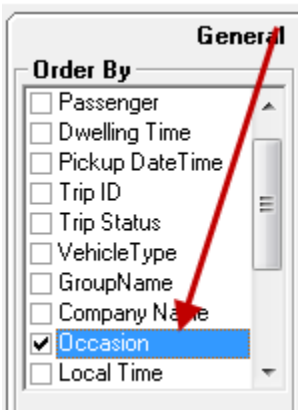 General
Order By
Passenger
Dwelling Time
Pickup DateTime
Trip ID
Trip Status
VehicleType
GroupName
Company Name
Occasion
Local Time